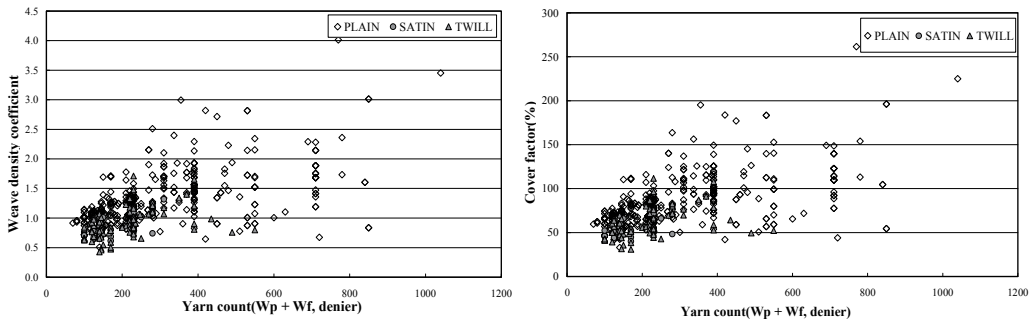 4.5
4.0
3.5
3.0
2.5
2.0
1.5
1.0
0.5
0.0
Weave density coefficient
PLAIN SATIN TWILL
0 200 400 600 800 1000 1200
Yarn count(Wp + Wf, denier)
300
250
200
150
100
50
0
Cover factor(%)
PLAIN SATIN TWILL
0 200 400 600 800 1000 1200
Yarn count(Wp + Wf, denier)